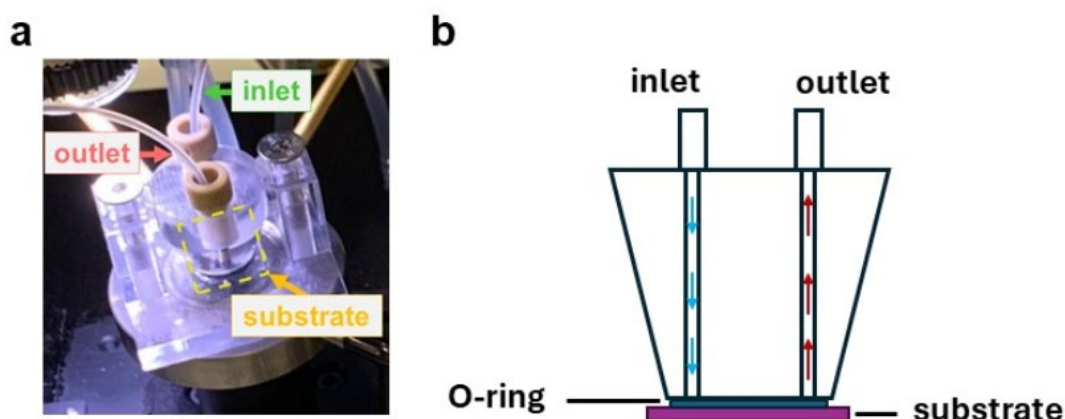 a
inlet
outlet
substrate
b
inlet
outlet
O-ring
substrate